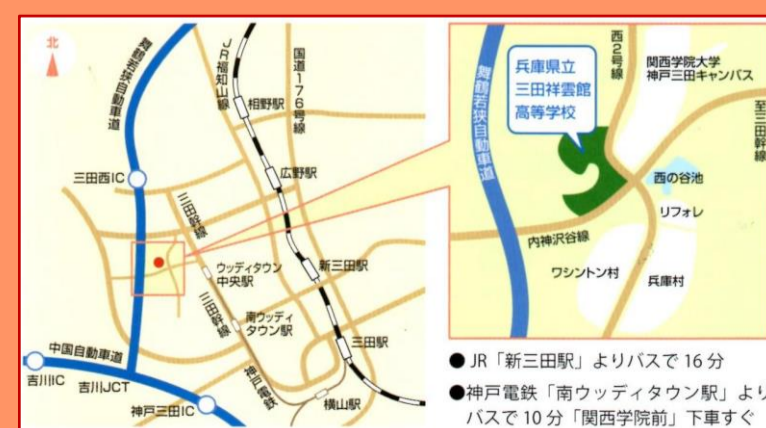 北
舞鶴若狭自動車道
JR福知山線
国道176号線
相野駅
三田西IC
広野駅
三田幹線
ウッディタウン
中央駅
新三田駅
三田幹線
南ウッディ
タウン駅
三田駅
中国自動車道
吉川IC
吉川JCT
神戸電鉄
神戸三田IC
横山駅
舞鶴若狭自動車道
兵庫県立
三田祥雲館
高等学校
西2号線
関西学院大学
神戸三田キャンパス
至三田幹線
西の谷池
リフォレ
内神沢谷線
ワシントン村
兵庫村
●JR「新三田駅」よりバスで16分
●神戸電鉄「南ウッディタウン駅」より
バスで10分「関西学院前」下車すぐ